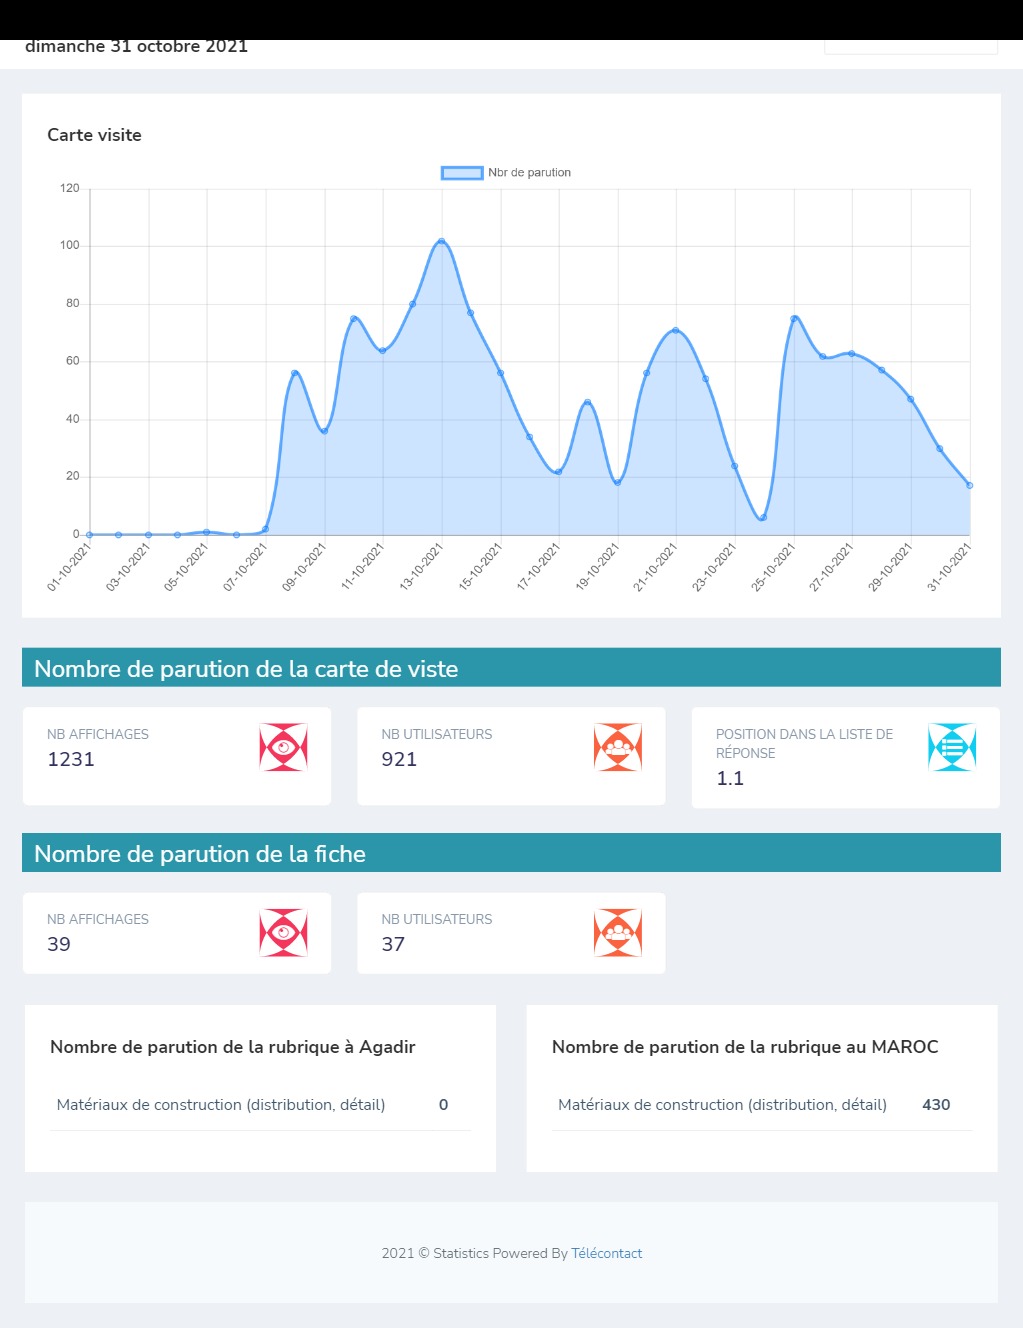 dimanche 31 octobre 2021
Carte visite
Nbr de parution
120
100
80
60
40
20
0
01-10-2021
03-10-2021
05-10-2021
07-10-2021
09-10-2021
11-10-2021
13-10-2021
15-10-2021
17-10-2021
19-10-2021
21-10-2021
23-10-2021
25-10-2021
27-10-2021
29-10-2021
31-10-2021
Nombre de parution de la carte de viste
NB AFFICHAGES
1231
NB UTILISATEURS
921
POSITION DANS LA LISTE DE
RÉPONSE
1.1
Nombre de parution de la fiche
NB AFFICHAGES
39
NB UTILISATEURS
37
Nombre de parution de la rubrique à Agadir
Matériaux de construction (distribution, détail) 0
Nombre de parution de la rubrique au MAROC
Matériaux de construction (distribution, détail) 430
2021 © Statistics Powered By Télécontact